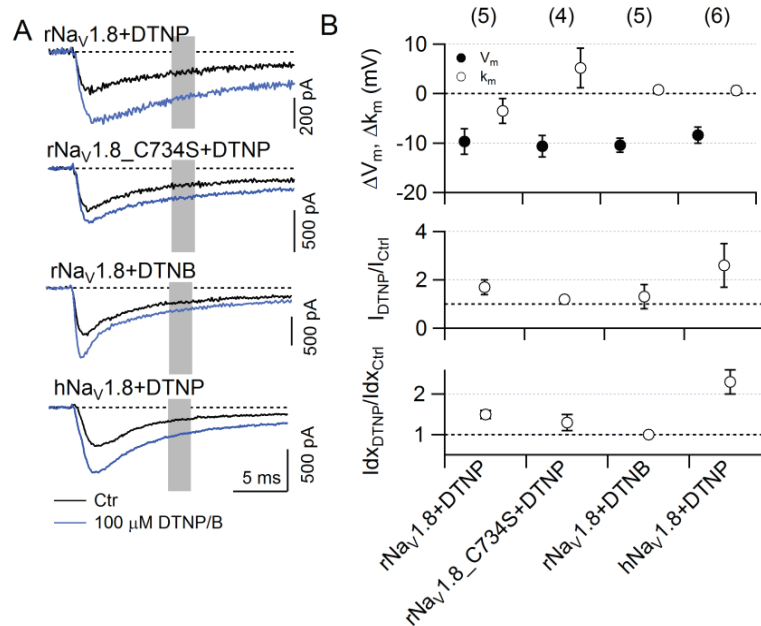 A
rNaV1.8+DTNP
200 pA
rNaV1.8_C734S+DTNP
500 pA
rNaV1.8+DTNB
500 pA
hNaV1.8+DTNP
500 pA
5 ms
Ctr
100 μM DTNP/B
B
(5) (4) (5) (6)
ΔVm, Δkm (mV)
10
0
-10
-20
Vm
km
IDTNP/ICtrl
4
2
0
IdxDTNP/IdxCtrl
2
1
rNaV1.8+DTNP
rNaV1.8_C734S+DTNP
rNaV1.8+DTNB
hNaV1.8+DTNP